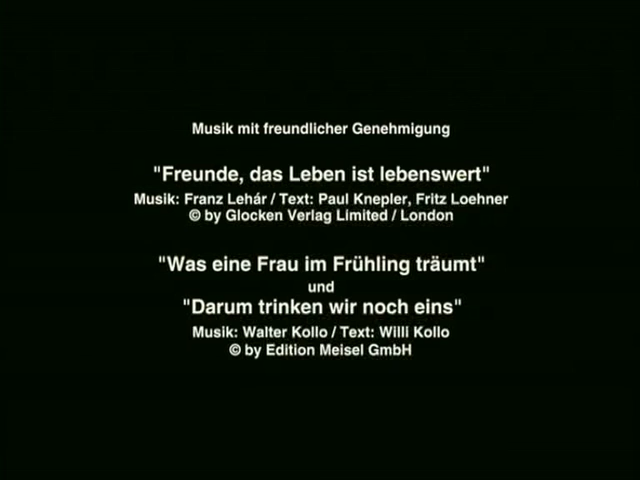 Musik mit freundlicher Genehmigung
"Freunde, das Leben ist lebenswert"
Musik: Franz Lehár / Text: Paul Knepler, Fritz Loehner
© by Glocken Verlag Limited / London
"Was eine Frau im Frühling träumt"
und
"Darum trinken wir noch eins"
Musik: Walter Kollo / Text: Willi Kollo
© by Edition Meisel GmbH